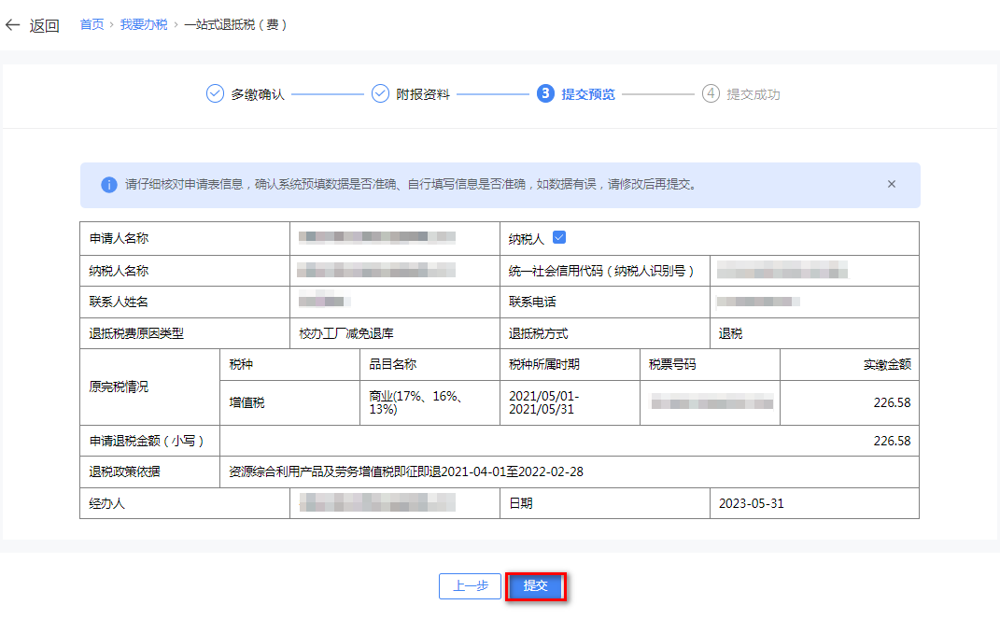 返回 首页 › 我要办税 › 一站式退抵税（费）
多缴确认 附报资料 3 提交预览 4 提交成功
请仔细核对申请表信息，确认系统预填数据是否准确、自行填写信息是否准确，如数据有误，请修改后再提交。
申请人名称 纳税人
纳税人名称 统一社会信用代码（纳税人识别号）
联系人姓名 联系电话
退抵税费原因类型 校办工厂减免退库 退抵税方式 退税
原完税情况 税种 品目名称 税种所属时期 税票号码 实缴金额
增值税 商业(17%、16%、 2021/05/01- 226.58
13%) 2021/05/31
申请退税金额（小写） 226.58
退税政策依据 资源综合利用产品及劳务增值税即征即退2021-04-01至2022-02-28
经办人 日期 2023-05-31
上一步 提交